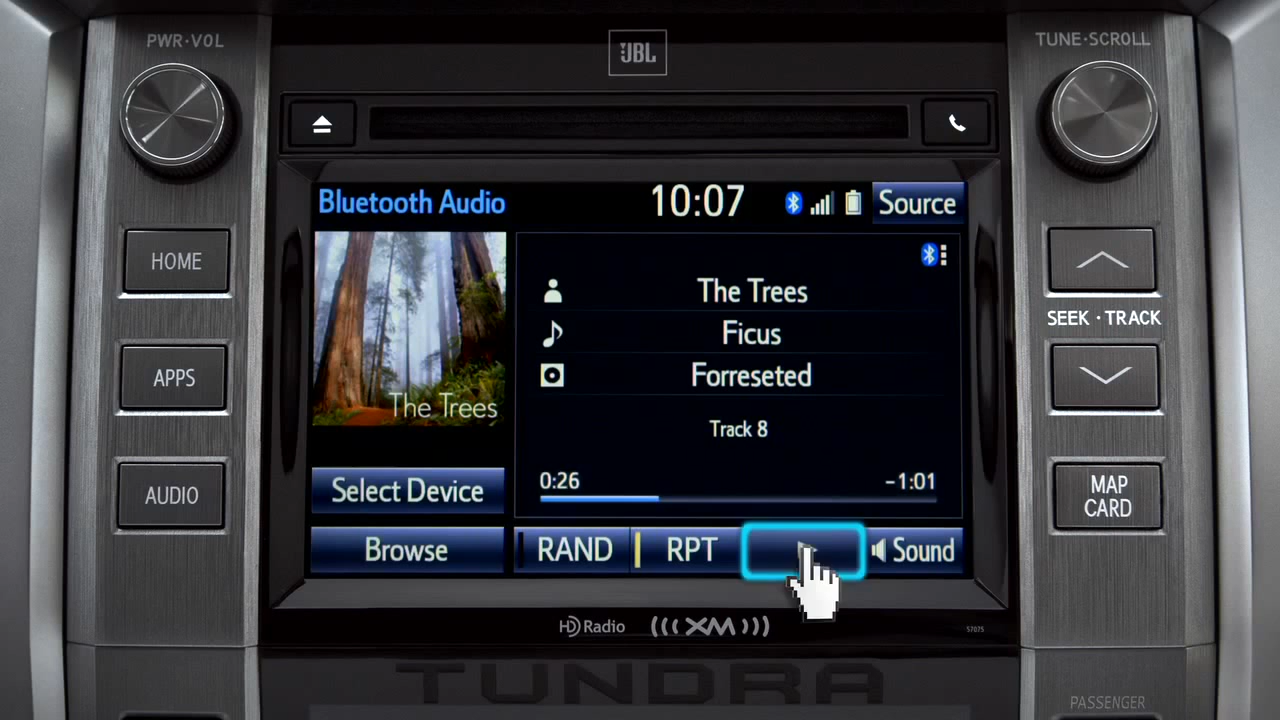 PWR·VOL
JBL
TUNE·SCROLL
Bluetooth Audio
10:07
Source
HOME
The Trees
Ficus
SEEK · TRACK
Forreseted
APPS
The Trees
Track 8
0:26
-1:01
Select Device
AUDIO
MAP
CARD
Browse
RAND
RPT
Sound
HD Radio
XM
57075
TUNDRA
PASSENGER